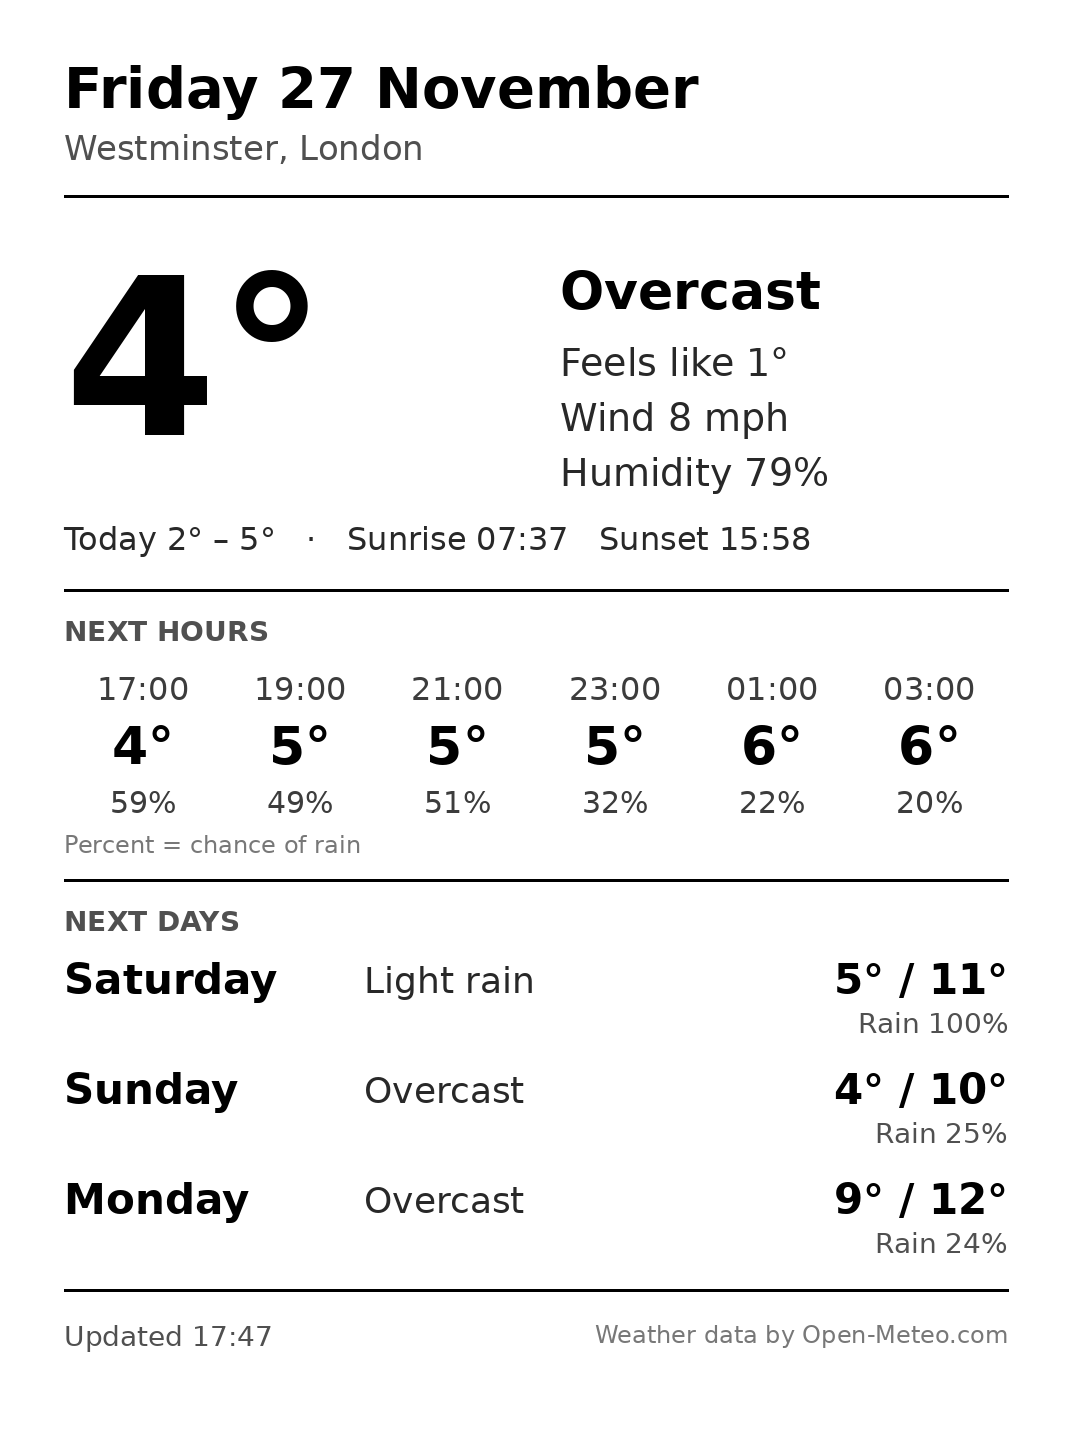 Friday 27 November
Westminster, London
4°
Overcast
Feels like 1°
Wind 8 mph
Humidity 79%
Today 2° – 5° · Sunrise 07:37 Sunset 15:58
NEXT HOURS
17:00 19:00 21:00 23:00 01:00 03:00
4° 5° 5° 5° 6° 6°
59% 49% 51% 32% 22% 20%
Percent = chance of rain
NEXT DAYS
Saturday Light rain 5° / 11°
Rain 100%
Sunday Overcast 4° / 10°
Rain 25%
Monday Overcast 9° / 12°
Rain 24%
Updated 17:47 Weather data by Open-Meteo.com